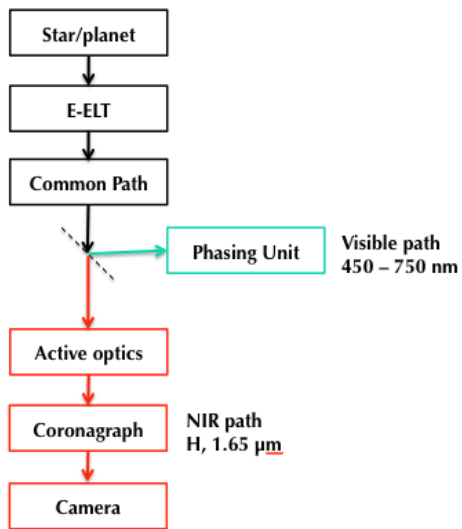 Star/planet
E-ELT
Common Path
Phasing Unit
Visible path
450 – 750 nm
Active optics
Coronagraph
NIR path
H, 1.65 µm
Camera